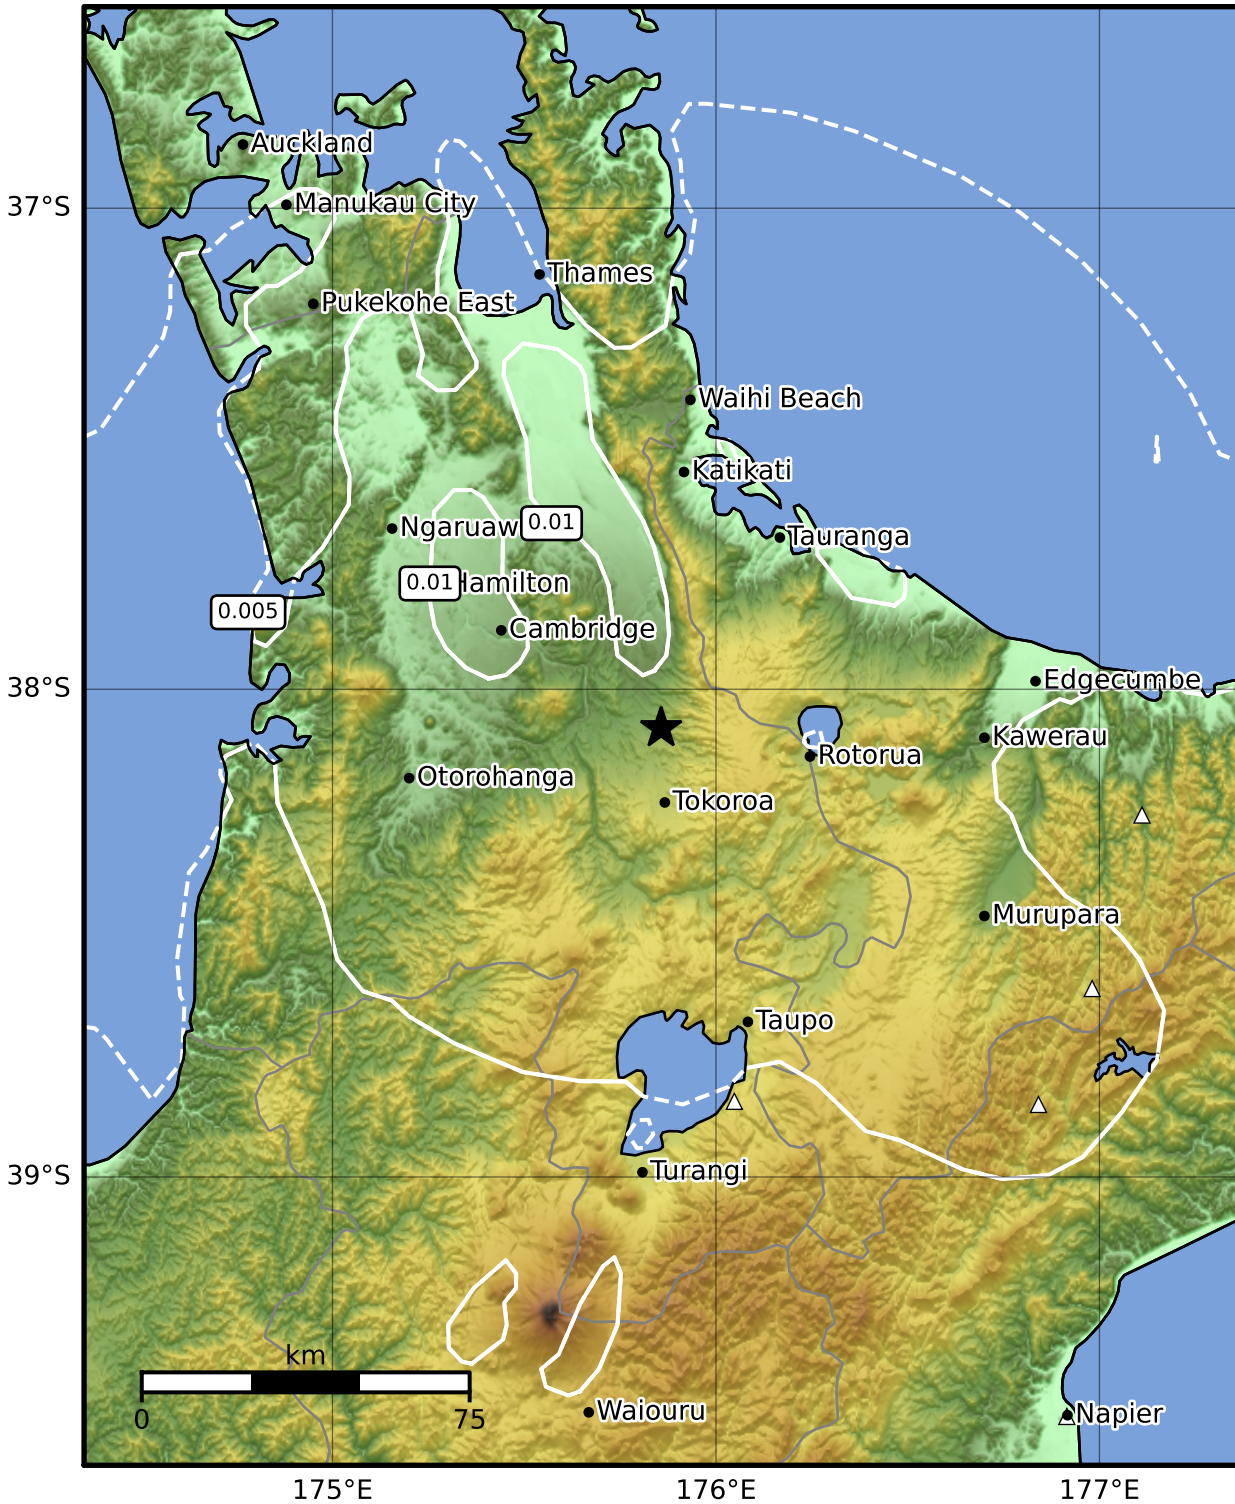 Auckland
Manukau City
37°S
Thames
Pukekohe East
Waihi Beach
Katikati
Ngaruaw
0.01
Tauranga
0.01
Hamilton
0.005
Cambridge
38°S
Edgecumbe
Kawerau
Rotorua
Otorohanga
Tokoroa
Murupara
Taupo
39°S
Turangi
km
0
75
Waiouru
Napier
175°E
176°E
177°E